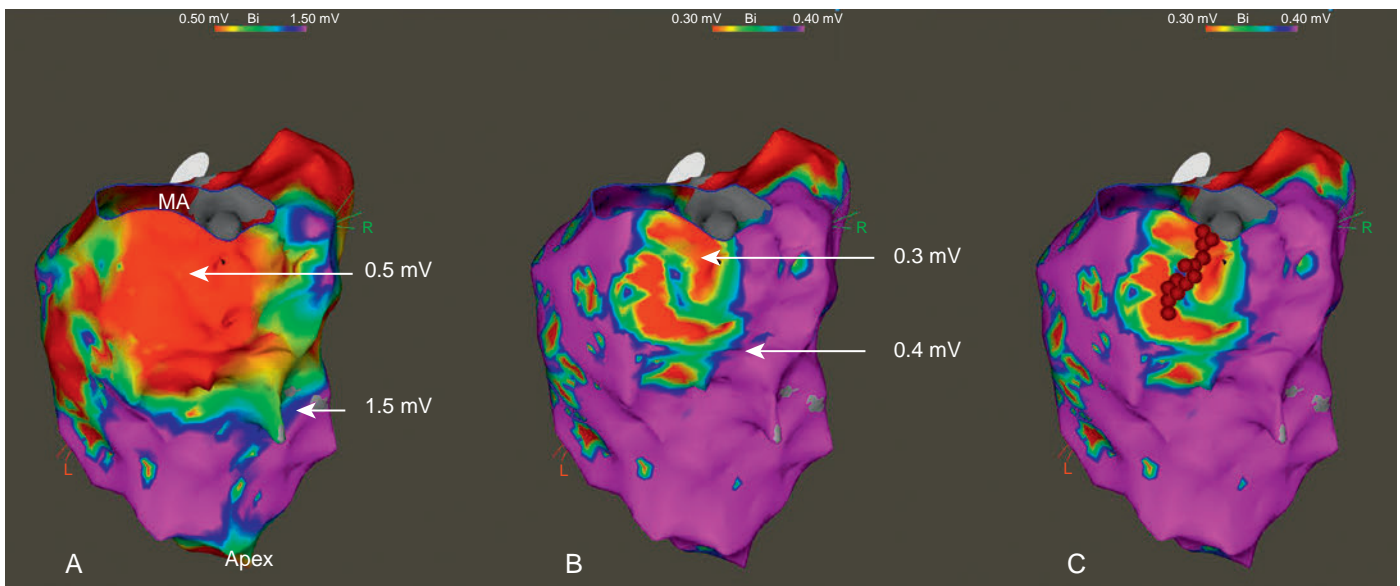 0.50 mV Bi 1.50 mV
0.30 mV Bi 0.40 mV
0.30 mV Bi 0.40 mV
MA
R
R
R
0.5 mV
0.3 mV
0.4 mV
1.5 mV
L
L
L
A
Apex
B
C